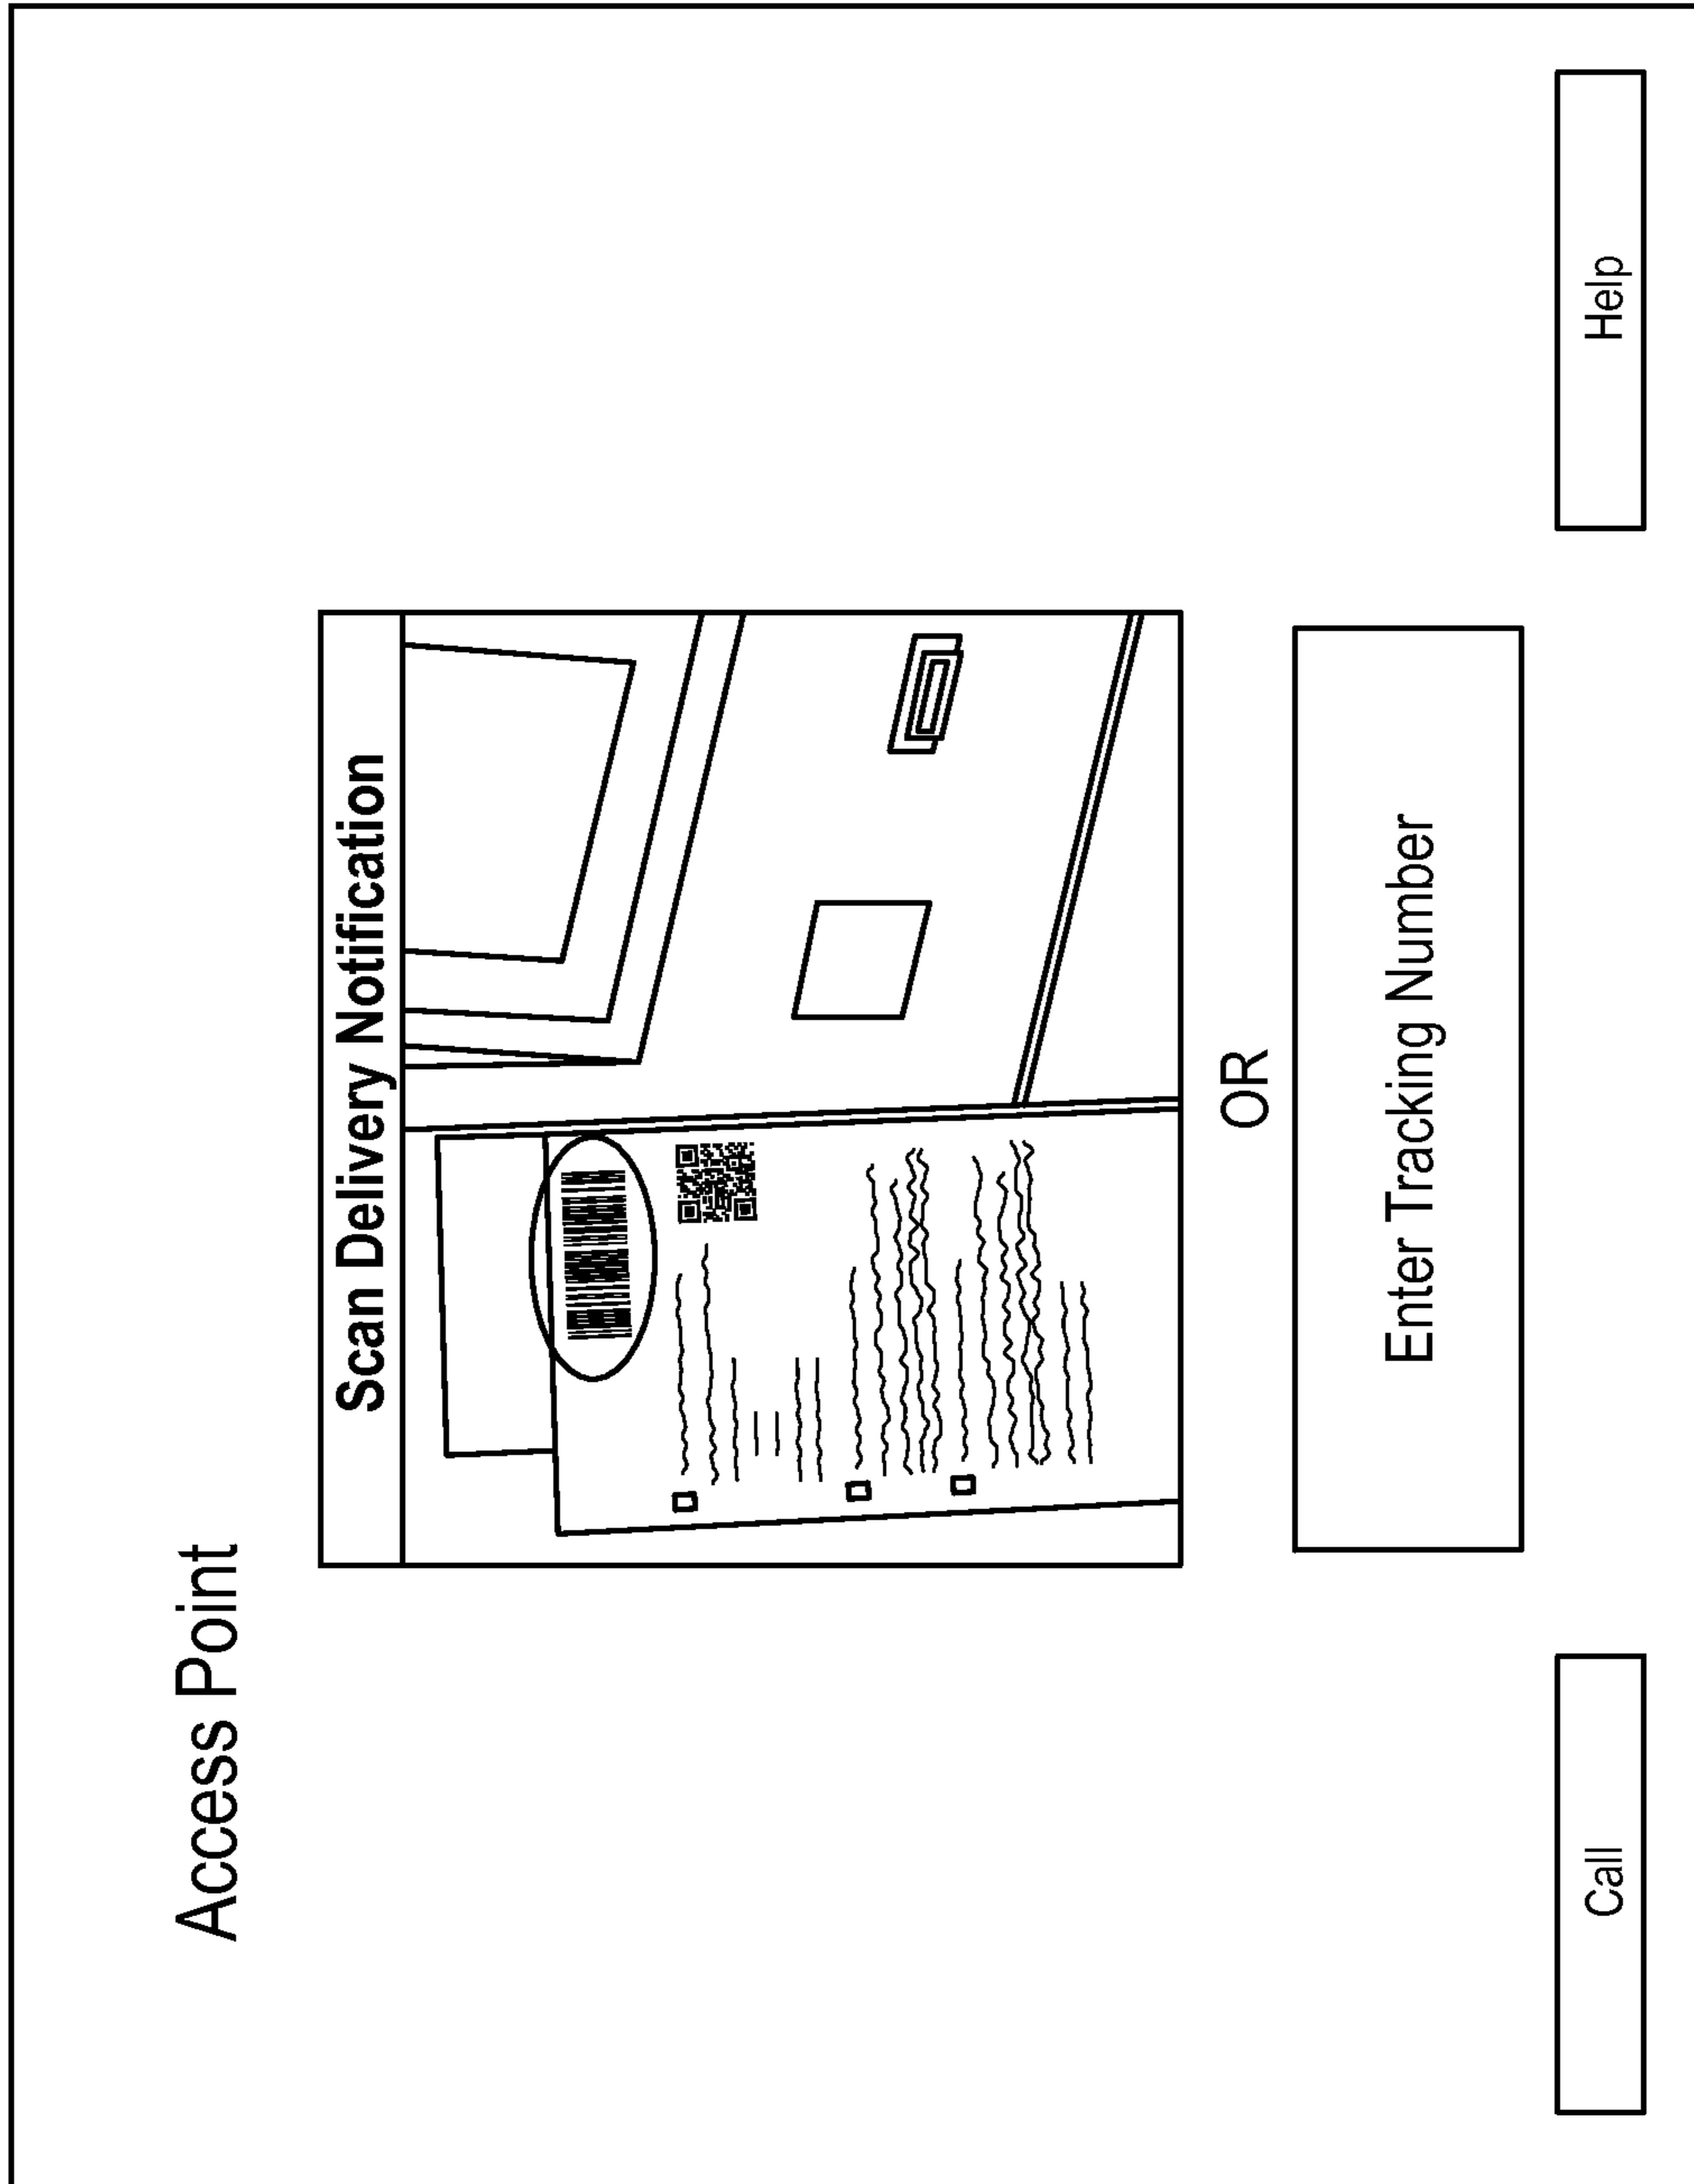 Access Point
Scan Delivery Notification
OR
Enter Tracking Number
Call
Help